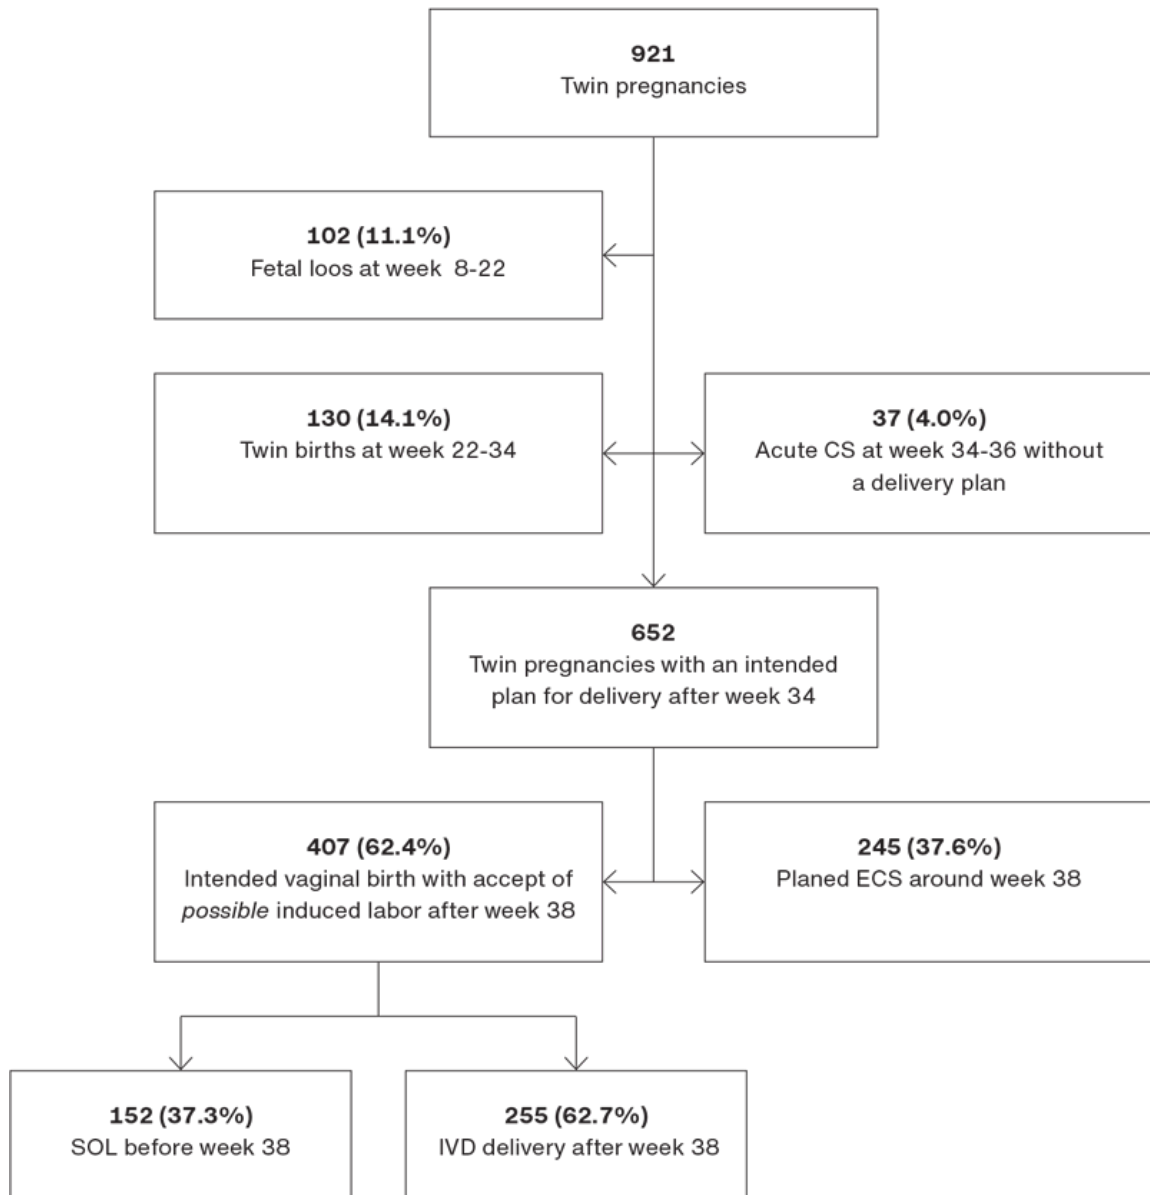 921
Twin pregnancies
102 (11.1%)
Fetal loos at week 8-22
130 (14.1%)
Twin births at week 22-34
37 (4.0%)
Acute CS at week 34-36 without
a delivery plan
652
Twin pregnancies with an intended
plan for delivery after week 34
407 (62.4%)
Intended vaginal birth with accept of
possible induced labor after week 38
245 (37.6%)
Planed ECS around week 38
152 (37.3%)
SOL before week 38
255 (62.7%)
IVD delivery after week 38